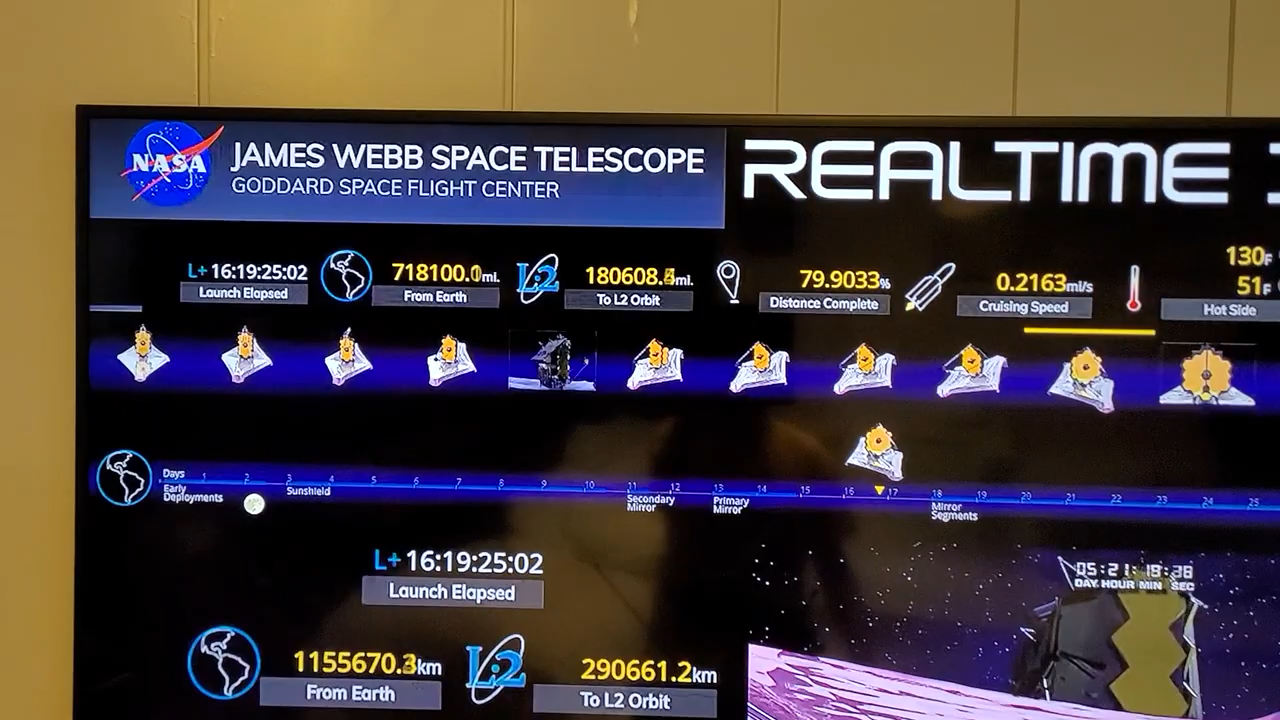 NASA
JAMES WEBB SPACE TELESCOPE
GODDARD SPACE FLIGHT CENTER
REALTIME
L+ 16:19:25:02
Launch Elapsed
718100.0mi.
From Earth
L2
180608.mi.
To L2 Orbit
79.9033%
Distance Complete
0.2163mi/s
Cruising Speed
130F
51F
Hot Side
Days
1 2 3 4 5 6 7 8 9 10 11 12 13 14 15 16 17 18 19 20 21 22 23 24 25
Early
Deployments
Sunshield
Secondary
Mirror
Primary
Mirror
Mirror
Segments
L+ 16:19:25:02
Launch Elapsed
1155670.3km
From Earth
L2
290661.2km
To L2 Orbit
05:21:18:38
DAY HOUR MIN SEC